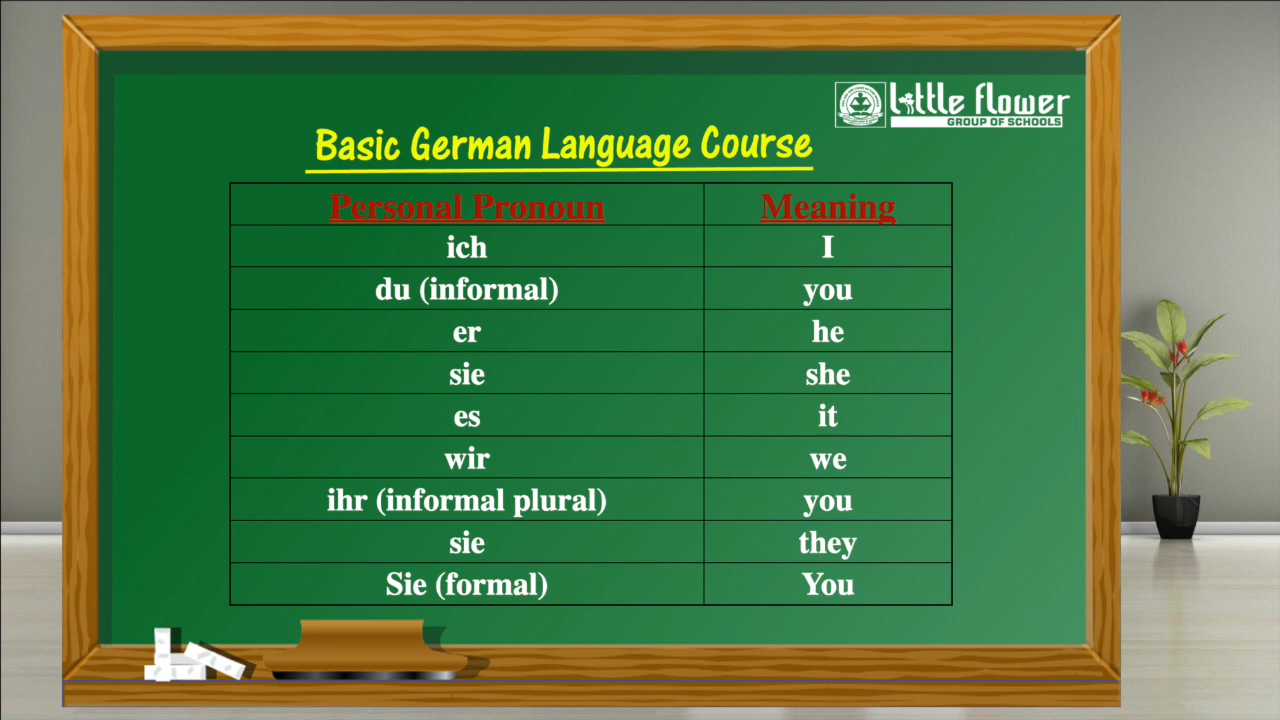 little flower
GROUP OF SCHOOLS
Basic German Language Course
Personal Pronoun Meaning
ich I
du (informal) you
er he
sie she
es it
wir we
ihr (informal plural) you
sie they
Sie (formal) You